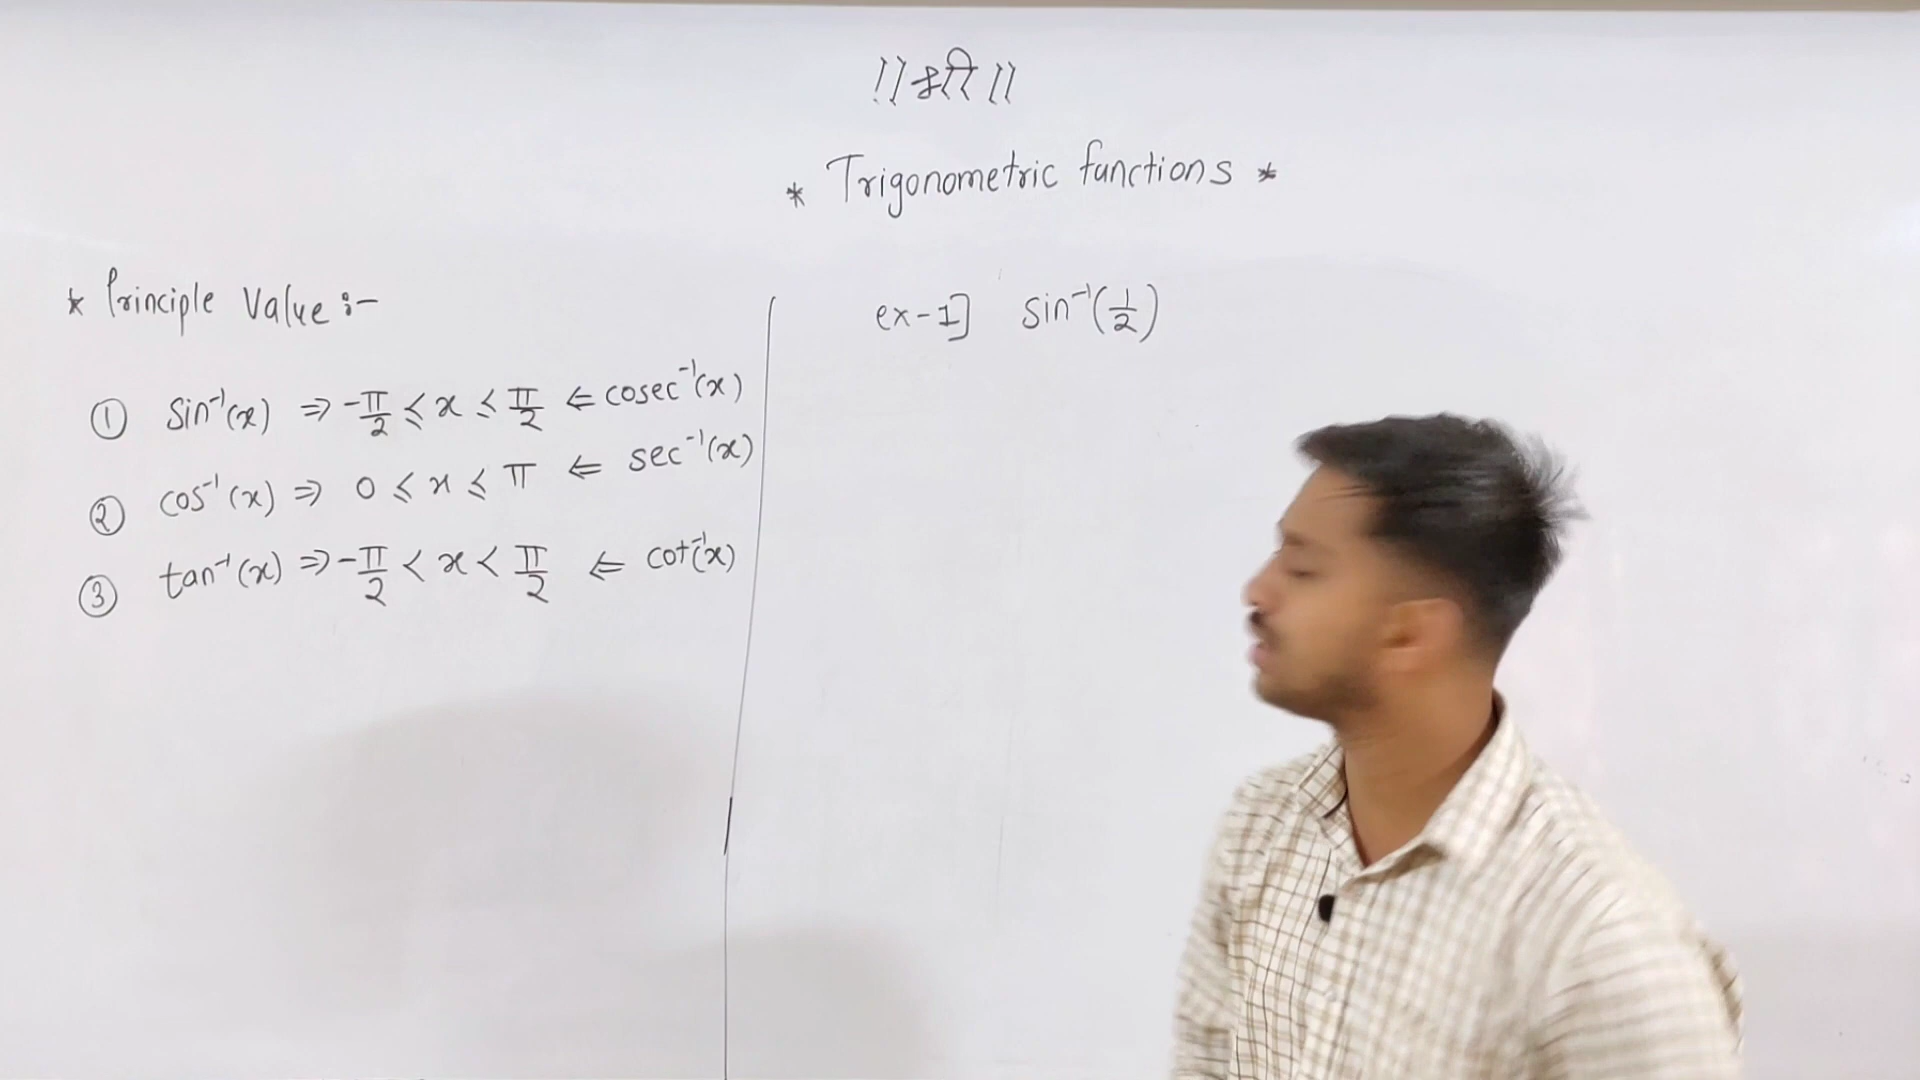 ।। श्री ।।
* Trigonometric functions *
* Principle Value :-
① sin⁻¹(x) ⇒ -π/2 ≤ x ≤ π/2 ⇐ cosec⁻¹(x)
② cos⁻¹(x) ⇒ 0 ≤ x ≤ π ⇐ sec⁻¹(x)
③ tan⁻¹(x) ⇒ -π/2 < x < π/2 ⇐ cot⁻¹(x)
ex-1] sin⁻¹(1/2)